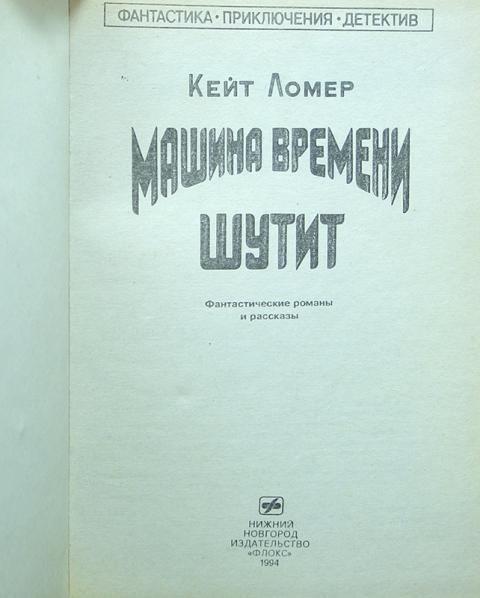 ФАНТАСТИКА • ПРИКЛЮЧЕНИЯ • ДЕТЕКТИВ
КЕЙТ ЛОМЕР
МАШИНА ВРЕМЕНИ
ШУТИТ
Фантастические романы
и рассказы
НИЖНИЙ
НОВГОРОД
ИЗДАТЕЛЬСТВО
«ФЛОКС»
1994